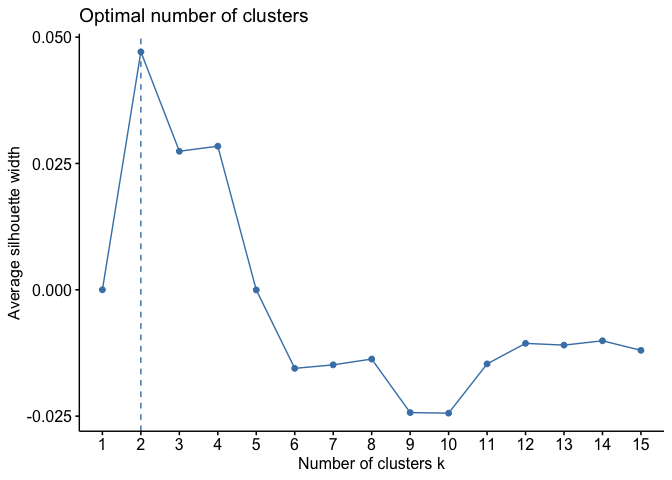 Optimal number of clusters
0.050
0.025
0.000
-0.025
Average silhouette width
1 2 3 4 5 6 7 8 9 10 11 12 13 14 15
Number of clusters k